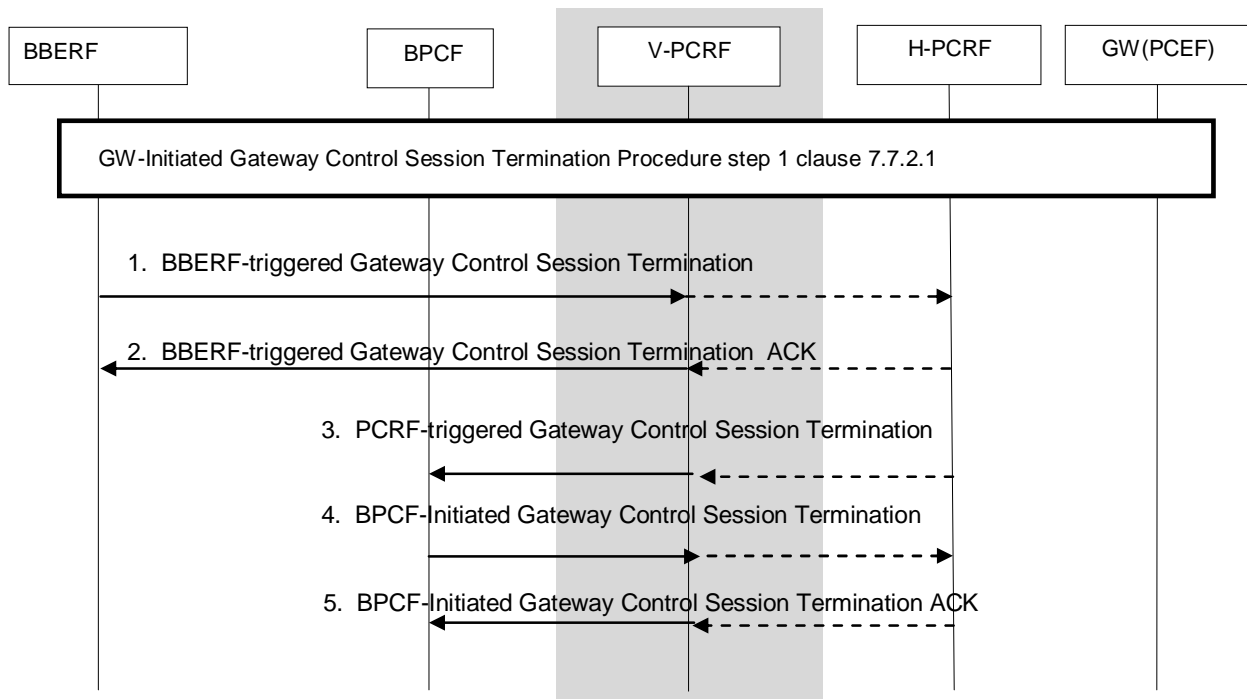 BBERF
BPCF
V-PCRF
H-PCRF
GW(PCEF)
GW-Initiated Gateway Control Session Termination Procedure step 1 clause 7.7.2.1
1. BBERF-triggered Gateway Control Session Termination
2. BBERF-triggered Gateway Control Session Termination ACK
3. PCRF-triggered Gateway Control Session Termination
4. BPCF-Initiated Gateway Control Session Termination
5. BPCF-Initiated Gateway Control Session Termination ACK